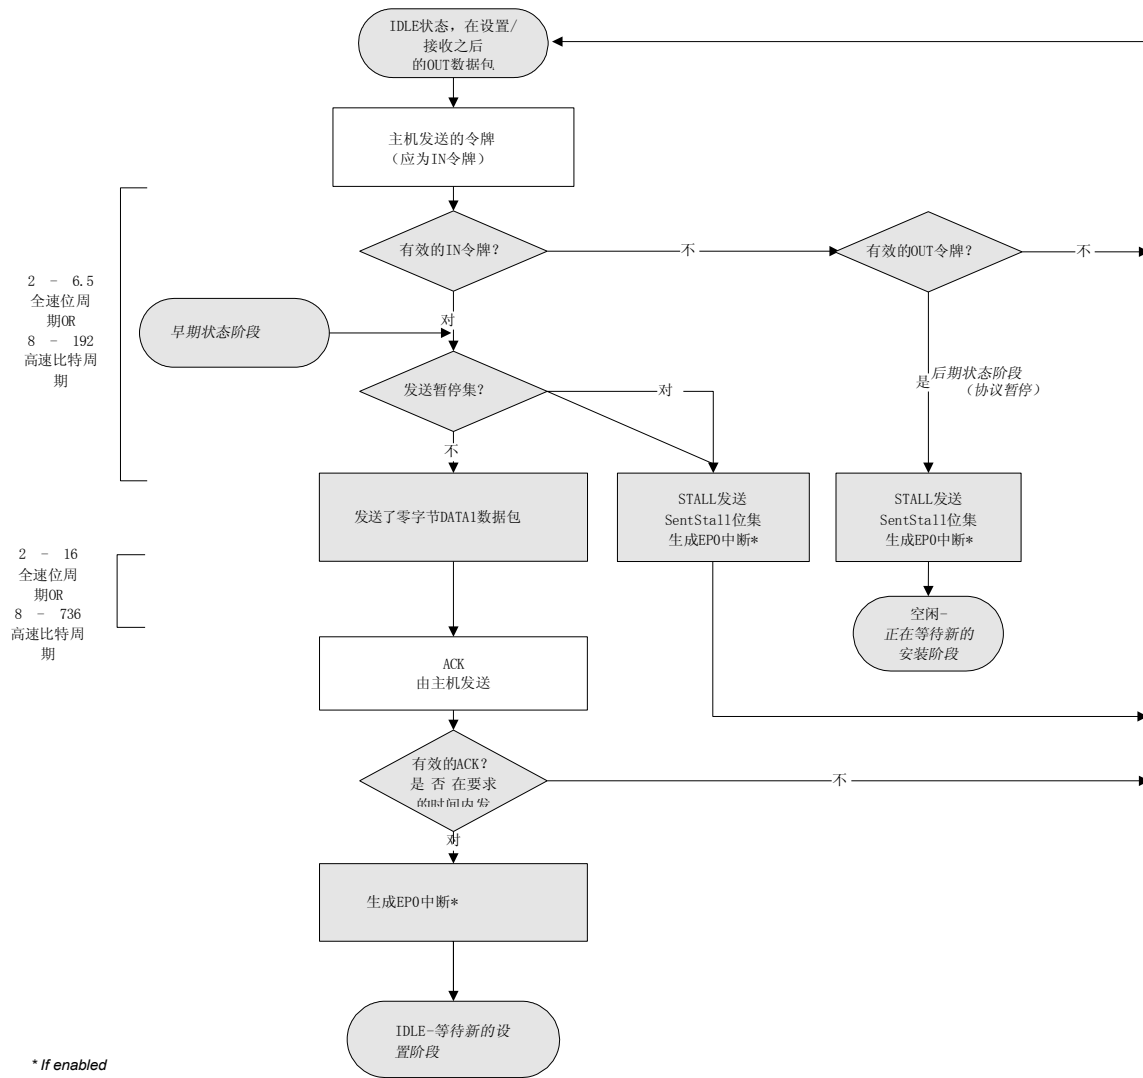 IDLE状态，在设置/
接收之后
的OUT数据包
主机发送的令牌
（应为IN令牌）
有效的IN令牌？
不
有效的OUT令牌？
不
2 - 6.5
全速位周
期OR
8 - 192
高速比特周
期
早期状态阶段
对
发送暂停集？
对
是
后期状态阶段
（协议暂停）
不
发送了零字节DATA1数据包
STALL发送
SentStall位集
生成EP0中断*
STALL发送
SentStall位集
生成EP0中断*
2 - 16
全速位周
期OR
8 - 736
高速比特周
期
空闲-
正在等待新的
安装阶段
ACK
由主机发送
有效的ACK？
是 否 在要求
的时间内发
不
对
生成EP0中断*
IDLE-等待新的设
置阶段
* If enabled